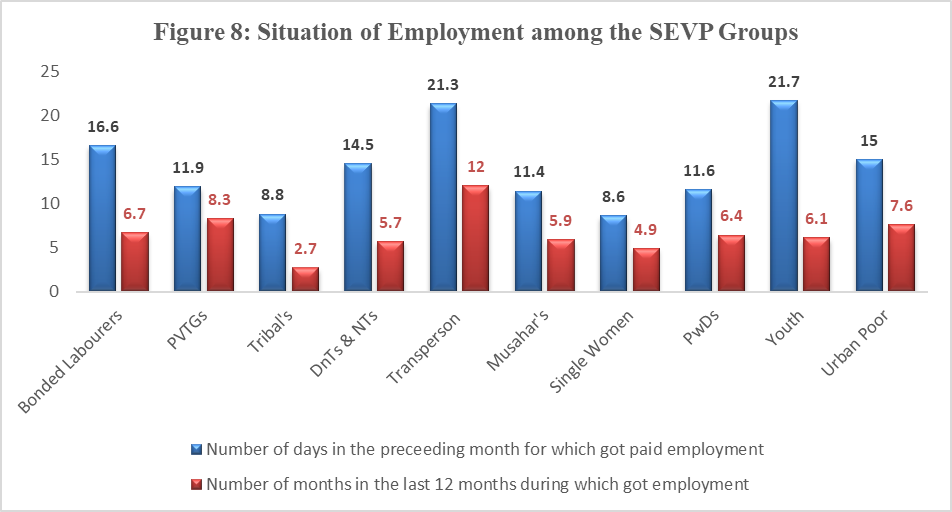 Figure 8: Situation of Employment among the SEVP Groups
25
20
15
10
5
0
16.6
6.7
11.9
8.3
8.8
2.7
14.5
5.7
21.3
12
11.4
5.9
8.6
4.9
11.6
6.4
21.7
6.1
15
7.6
Bonded Labourers
PVTGs
Tribal's
DnTs & NTs
Transperson
Musahar's
Single Women
PwDs
Youth
Urban Poor
Number of days in the preceeding month for which got paid employment
Number of months in the last 12 months during which got employment